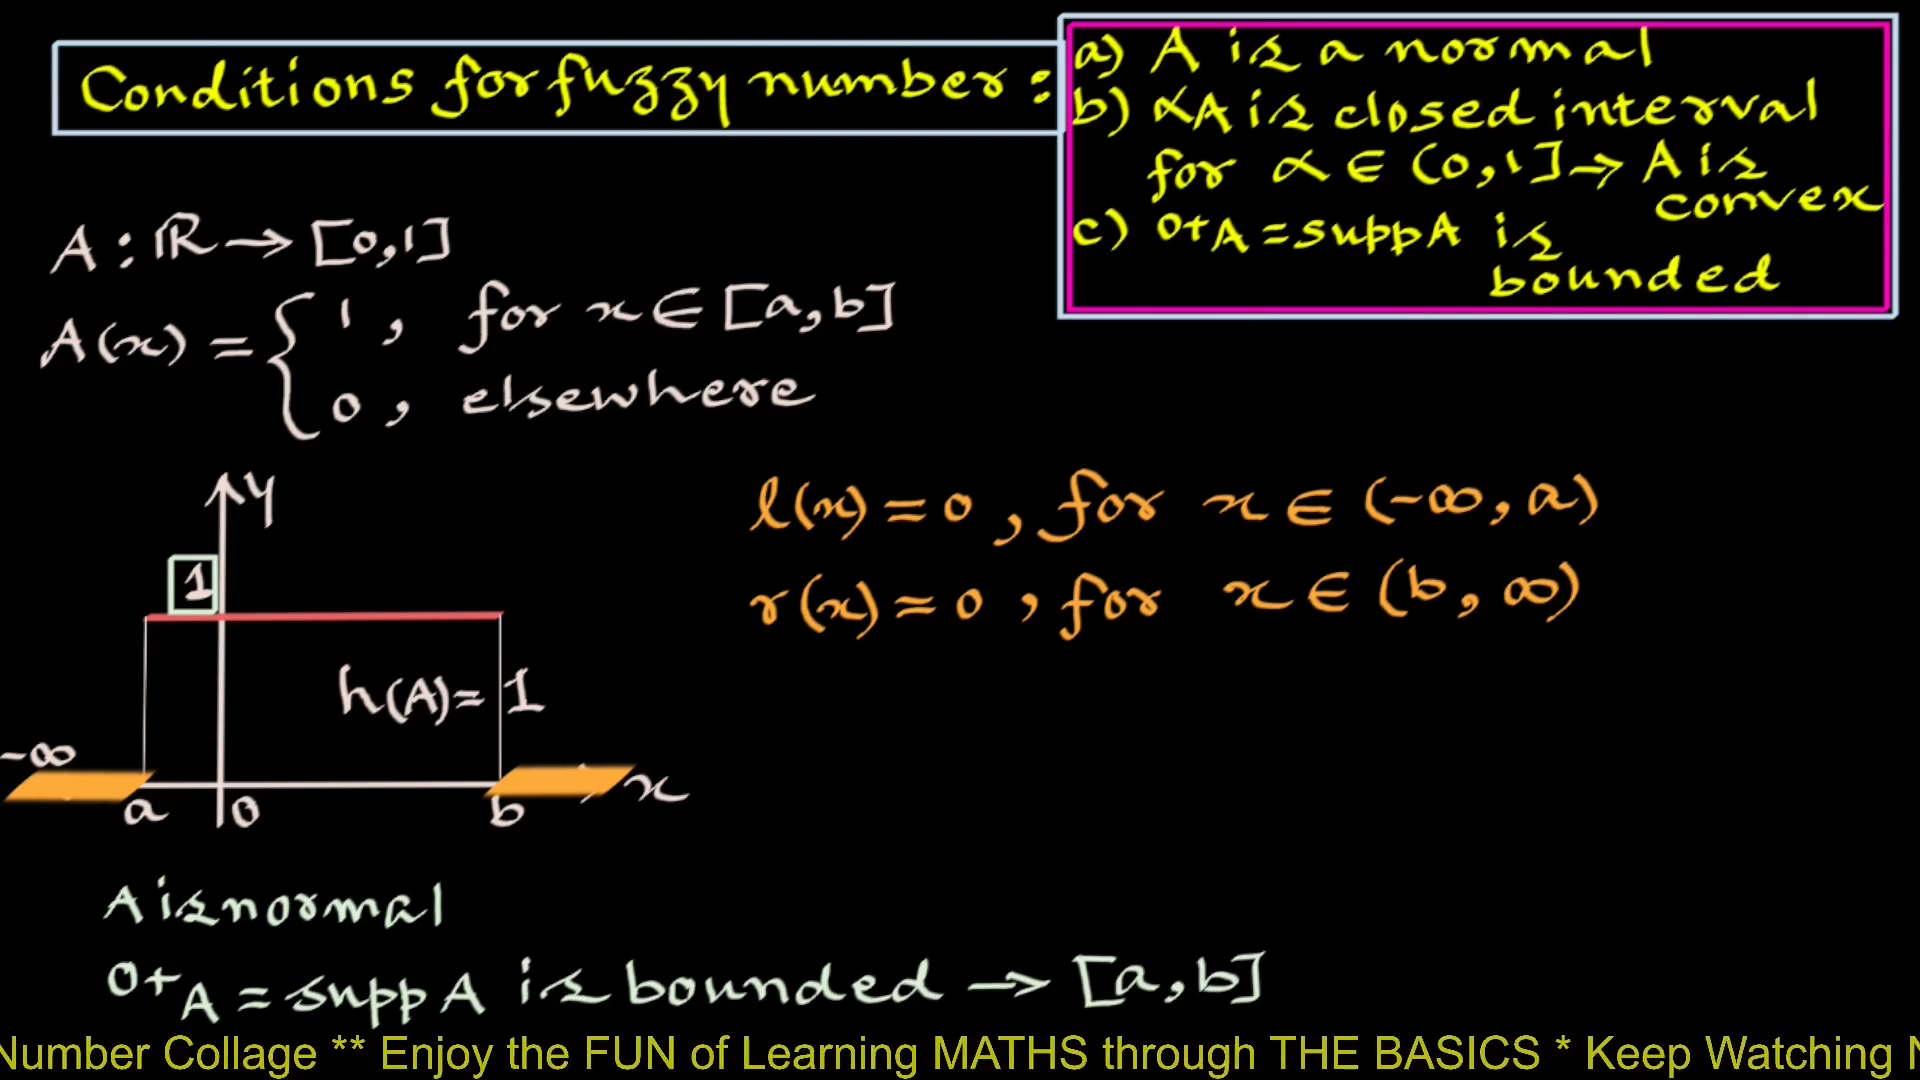 Conditions for fuzzy number :
a) A is a normal
b) αA is closed interval
for α ∈ (0,1] → A is
convex
c) 0+A = supp A is
bounded
A : ℝ → [0,1]
A(x) = { 1 , for x ∈ [a,b]
0 , elsewhere
y
1
h(A) = 1
-∞
a 0 b x
l(x) = 0 , for x ∈ (-∞, a)
r(x) = 0 , for x ∈ (b, ∞)
A is normal
0+A = supp A is bounded → [a,b]
Number Collage ** Enjoy the FUN of Learning MATHS through THE BASICS * Keep Watching N